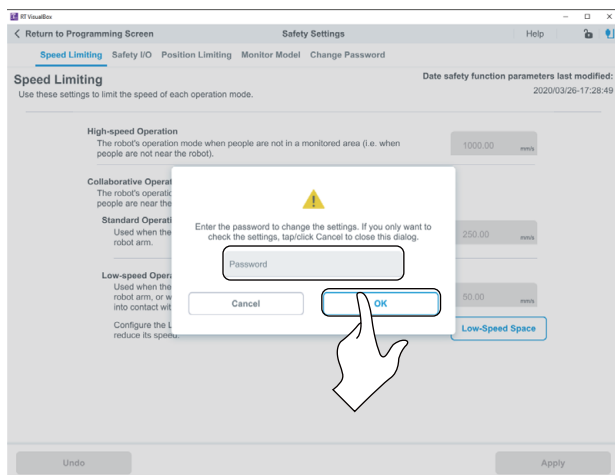 RT VisualBox
Return to Programming Screen
Safety Settings
Help
Speed Limiting
Safety I/O
Position Limiting
Monitor Model
Change Password
Speed Limiting
Use these settings to limit the speed of each operation mode.
Date safety function parameters last modified:
2020/03/26-17:28:49
High-speed Operation
The robot's operation mode when people are not in a monitored area (i.e. when
people are not near the robot).
1000.00 mm/s
Collaborative Operat
The robot's operatic
people are near the
Standard Operati
Used when the
robot arm.
250.00 mm/s
Low-speed Opera
Used when the
robot arm, or w
into contact wit
50.00 mm/s
Configure the L
reduce its speed.
Low-Speed Space
Enter the password to change the settings. If you only want to
check the settings, tap/click Cancel to close this dialog.
Password
Cancel
OK
Undo
Apply